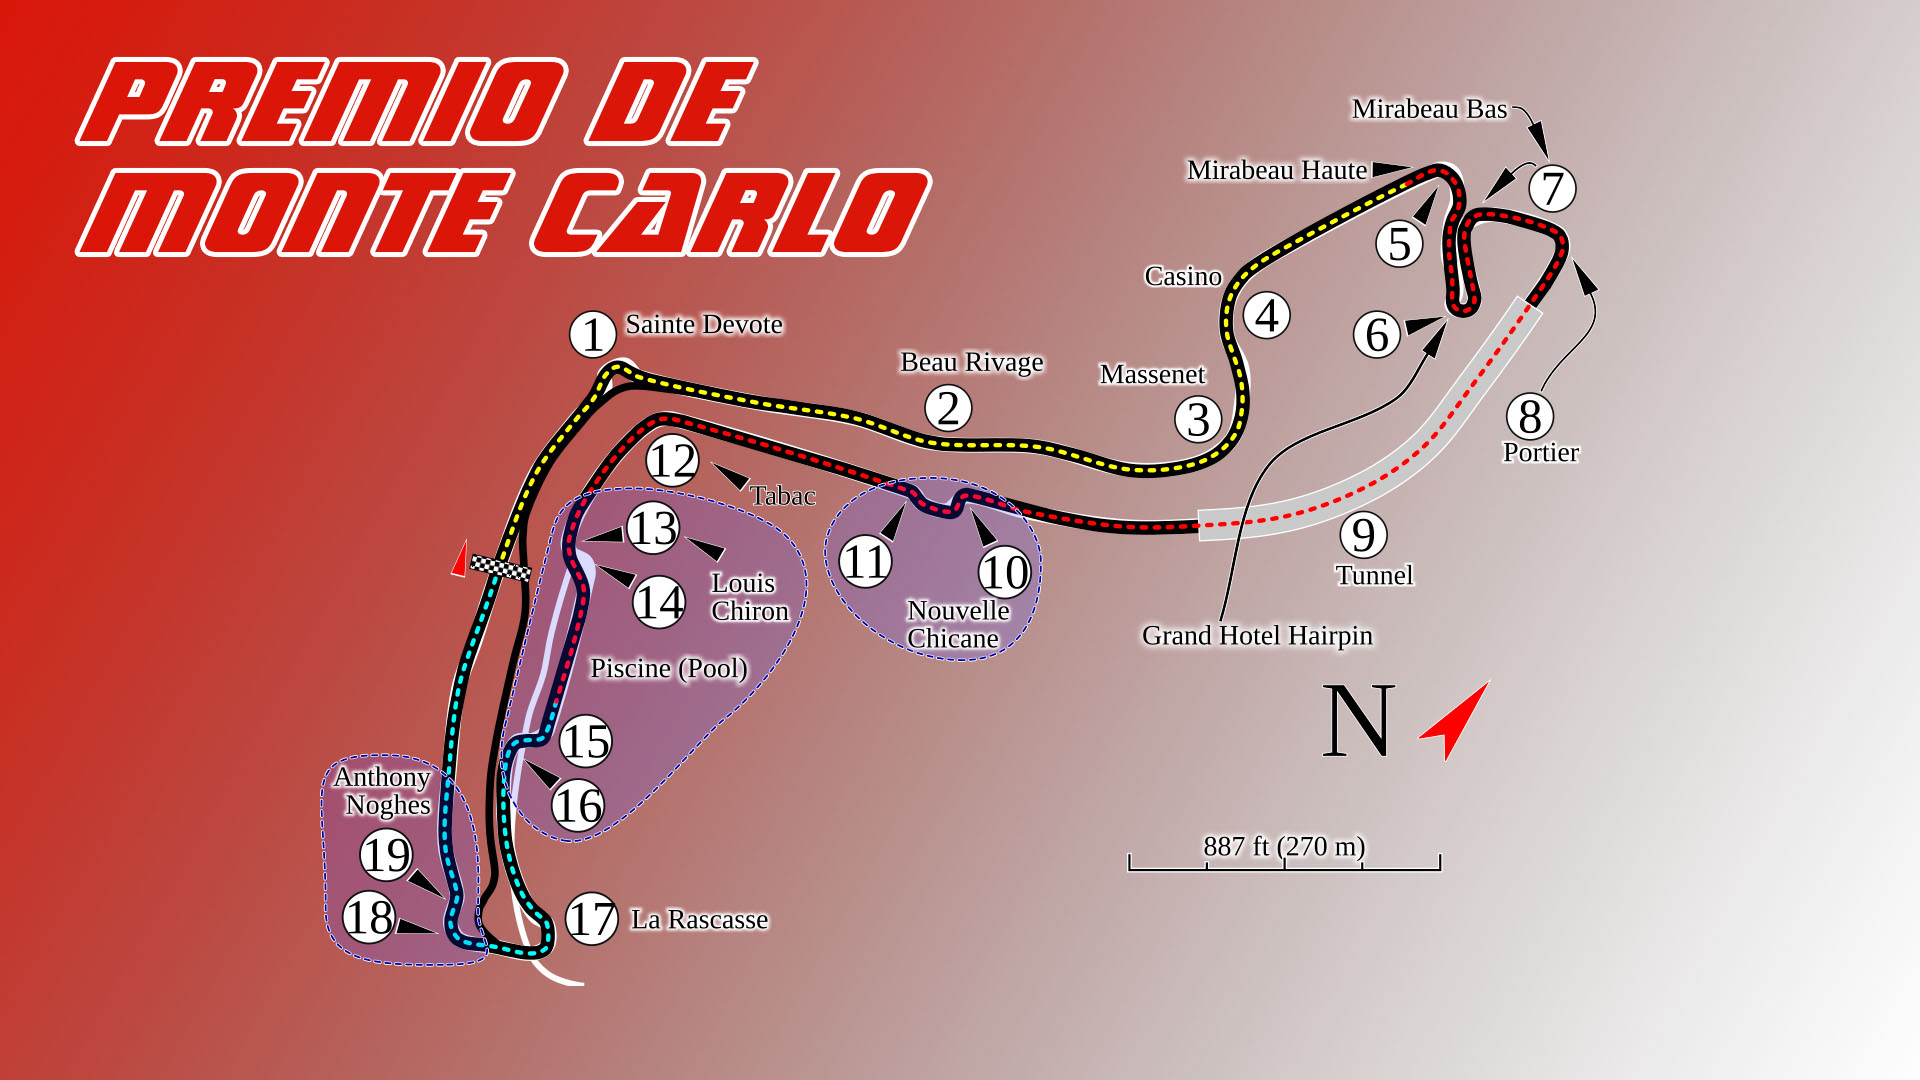 PREMIO DE
MONTE CARLO
Mirabeau Bas
Mirabeau Haute
7
5
Casino
4
1
Sainte Devote
6
Beau Rivage
2
Massenet
3
8
Portier
12
Tabac
13
11
10
9
Tunnel
Louis
Chiron
14
Nouvelle
Chicane
Grand Hotel Hairpin
Piscine (Pool)
N
15
Anthony
Noghes
16
19
887 ft (270 m)
18
17
La Rascasse